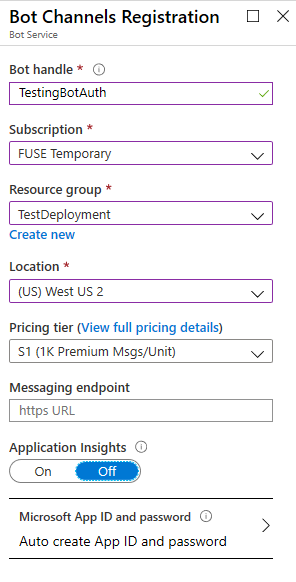 Bot Channels Registration
Bot Service
Bot handle *
TestingBotAuth
Subscription *
FUSE Temporary
Resource group *
TestDeployment
Create new
Location *
(US) West US 2
Pricing tier (View full pricing details)
S1 (1K Premium Msgs/Unit)
Messaging endpoint
https URL
Application Insights
On Off
Microsoft App ID and password
Auto create App ID and password